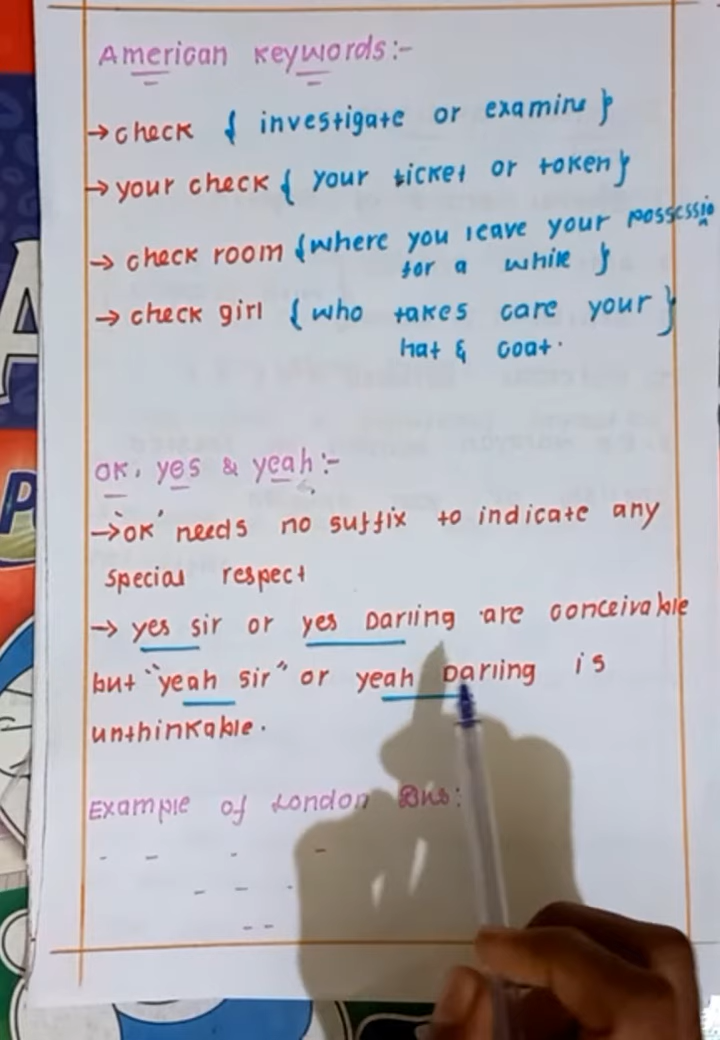 American Keywords:-
→ check { investigate or examine }
→ your check { your ticket or token }
→ check room { where you leave your possessio
for a while }
→ check girl { who takes care your }
hat & coat.
OK, yes & yeah :-
→ 'OK' needs no suffix to indicate any
special respect
→ yes sir or yes Darling are conceivable
but "yeah sir" or yeah Darling is
unthinkable.
Example of London Bus:
- - - -
- - -
- -